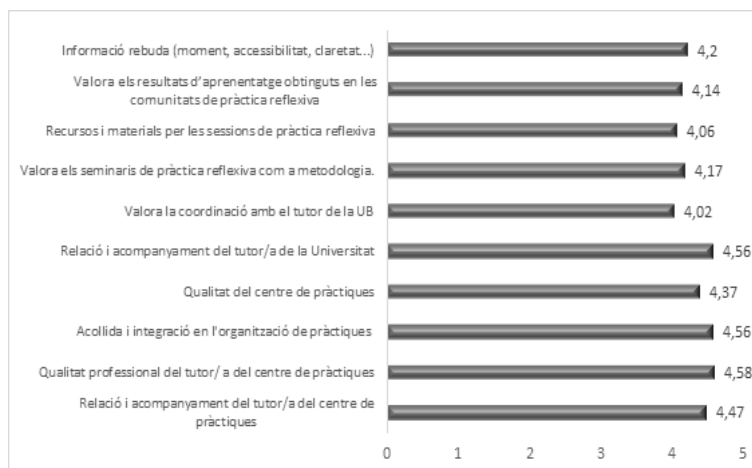 Informació rebuda (moment, accessibilitat, claretat...)
4,2
Valora els resultats d'aprenentatge obtinguts en les
comunitats de pràctica reflexiva
4,14
Recursos i materials per les sessions de pràctica reflexiva
4,06
Valora els seminaris de pràctica reflexiva com a metodologia.
4,17
Valora la coordinació amb el tutor de la UB
4,02
Relació i acompanyament del tutor/a de la Universitat
4,56
Qualitat del centre de pràctiques
4,37
Acollida i integració en l'organització de pràctiques
4,56
Qualitat professional del tutor/ a del centre de pràctiques
4,58
Relació i acompanyament del tutor/a del centre de
pràctiques
4,47
0 1 2 3 4 5